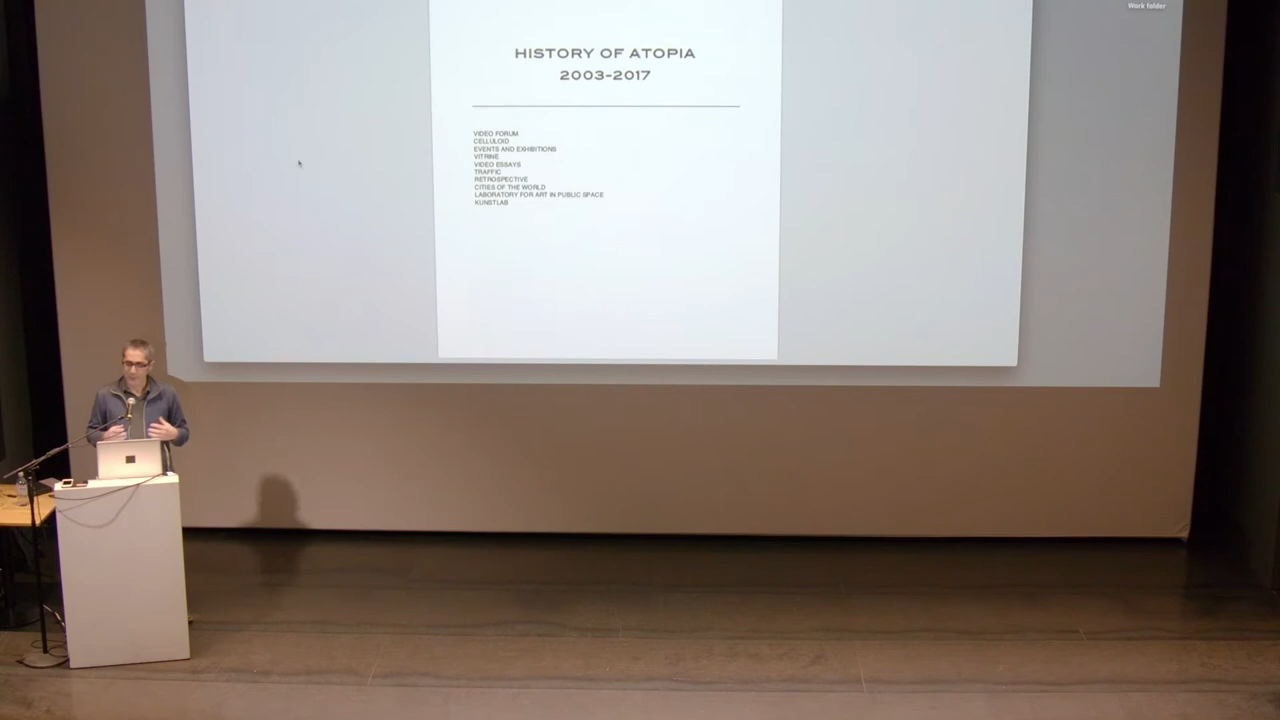 Work folder
HISTORY OF ATOPIA
2003-2017
VIDEO FORUM
CELLULOID
EVENTS AND EXHIBITIONS
VITRINE
VIDEO ESSAYS
TRAFFIC
RETROSPECTIVE
CITIES OF THE WORLD
LABORATORY FOR ART IN PUBLIC SPACE
KUNSTLAB